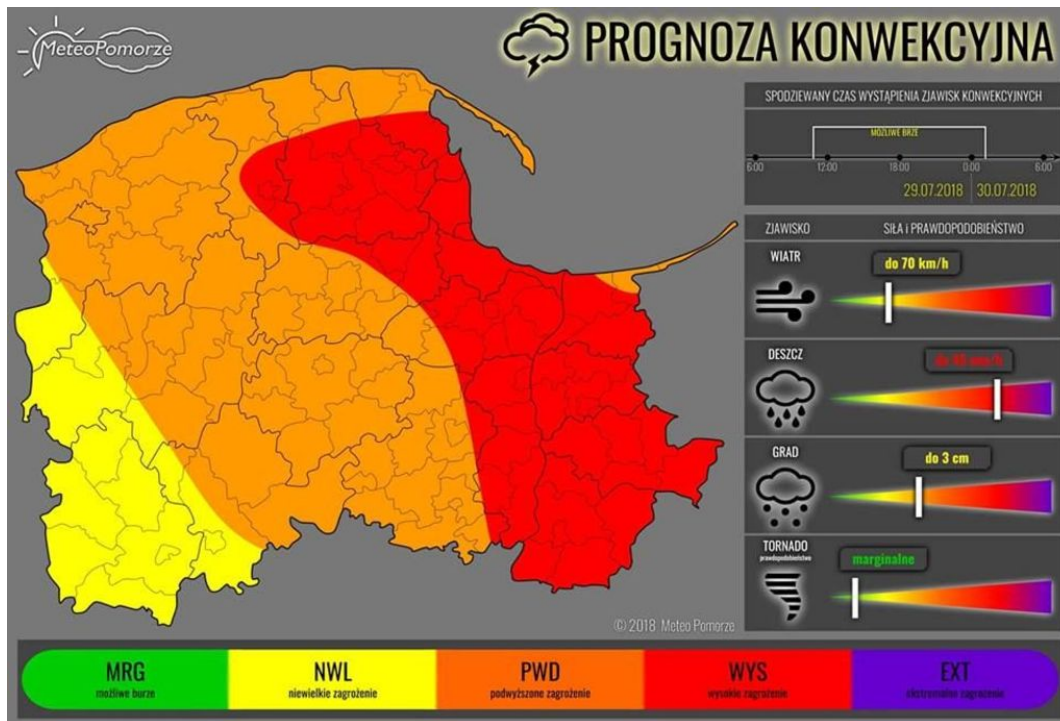 MeteoPomorze
PROGNOZA KONWEKCYJNA
SPODZIEWANY CZAS WYSTĄPIENIA ZJAWISK KONWEKCYJNYCH
MOŻLIWE BRZE
6:00 12:00 18:00 0:00 6:00
29.07.2018 30.07.2018
ZJAWISKO SIŁA i PRAWDOPODOBIEŃSTWO
WIATR
do 70 km/h
DESZCZ
do
GRAD
do 3 cm
TORNADO
prawdopodobieństwo
marginalne
© 2018 Meteo Pomorze
MRG NWL PWD WYS EXT
możliwe burze niewielkie zagrożenie podwyższone zagrożenie wysokie zagrożenie ekstremalne zagrożenie